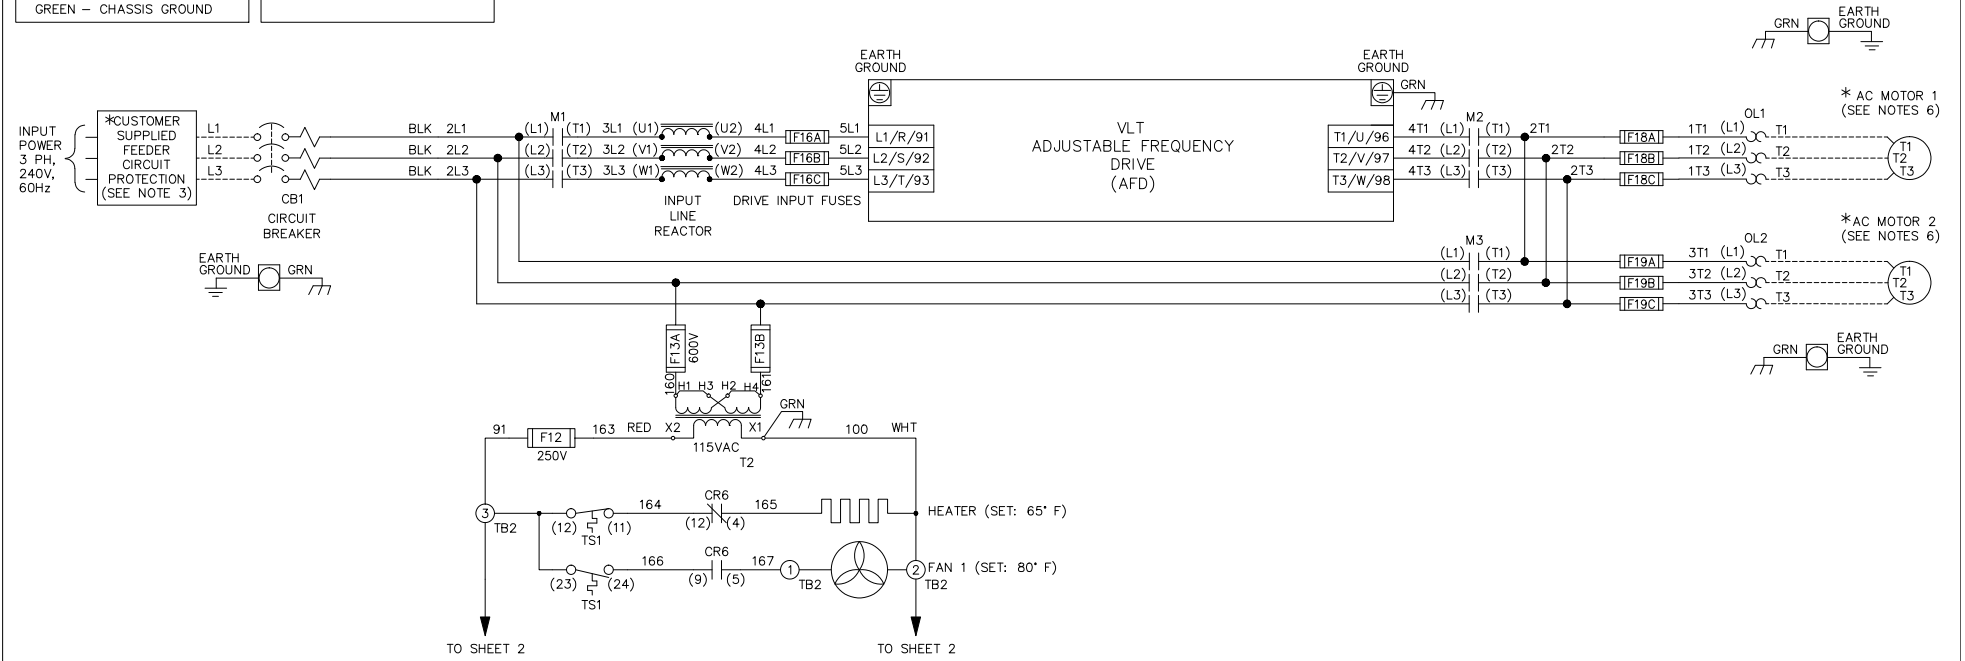 GREEN – CHASSIS GROUND
GRN
EARTH
GROUND
EARTH
GROUND
EARTH
GROUND
GRN
INPUT
POWER
3 PH,
240V,
60Hz
*CUSTOMER
SUPPLIED
FEEDER
CIRCUIT
PROTECTION
(SEE NOTE 3)
L1
L2
L3
CB1
CIRCUIT
BREAKER
BLK 2L1
BLK 2L2
BLK 2L3
M1
(L1) (T1) 3L1 (U1) (U2) 4L1 F16A 5L1
(L2) (T2) 3L2 (V1) (V2) 4L2 F16B 5L2
(L3) (T3) 3L3 (W1) (W2) 4L3 F16C 5L3
INPUT
LINE
REACTOR
DRIVE INPUT FUSES
L1/R/91
L2/S/92
L3/T/93
VLT
ADJUSTABLE FREQUENCY
DRIVE
(AFD)
T1/U/96
T2/V/97
T3/W/98
M2
4T1 (L1) (T1) 2T1 F18A 1T1 (L1) T1
4T2 (L2) (T2) 2T2 F18B 1T2 (L2) T2
4T3 (L3) (T3) 2T3 F18C 1T3 (L3) T3
OL1
* AC MOTOR 1
(SEE NOTES 6)
T1
T2
T3
EARTH
GROUND
GRN
M3
(L1) (T1) F19A 3T1 (L1) T1
(L2) (T2) F19B 3T2 (L2) T2
(L3) (T3) F19C 3T3 (L3) T3
OL2
* AC MOTOR 2
(SEE NOTES 6)
T1
T2
T3
GRN
EARTH
GROUND
F13A
600V
F13B
160
161
H1 H3 H2 H4
GRN
91 F12 163 RED X2 X1 100 WHT
250V
115VAC
T2
3
TB2
(12) (11)
TS1
164
CR6
(12) (4)
165
HEATER (SET: 65° F)
(23) (24)
TS1
166
CR6
(9) (5)
167
1
TB2
2
TB2
FAN 1 (SET: 80° F)
TO SHEET 2
TO SHEET 2